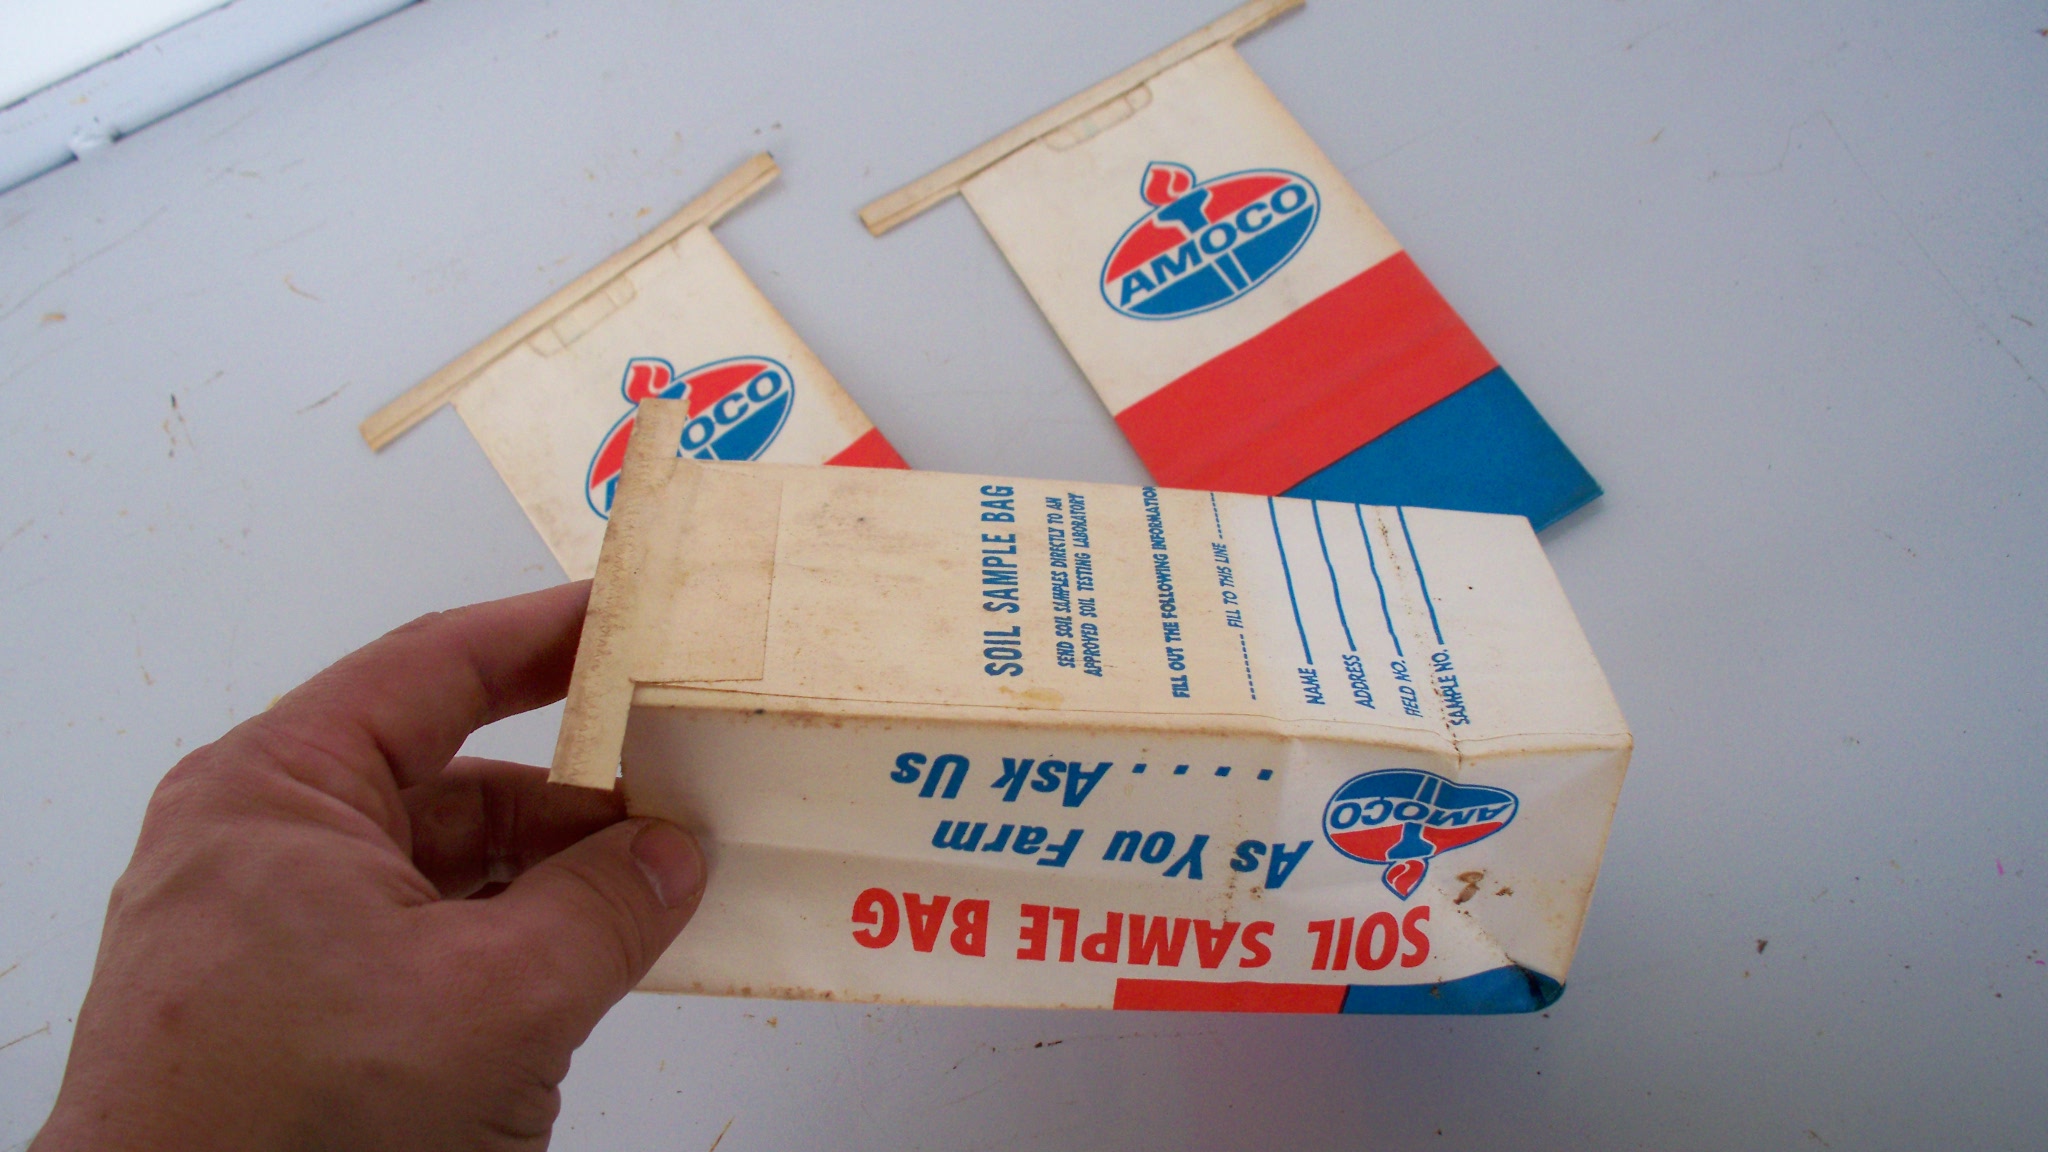 AMOCO
OCO
SOIL SAMPLE BAG
SEND SOIL SAMPLES DIRECTLY TO AN
APPROVED SOIL TESTING LABORATORY
FILL OUT THE FOLLOWING INFORMATION
FILL TO THIS LINE
NAME
ADDRESS
FIELD NO.
SAMPLE NO.
SOIL SAMPLE BAG
As You Farm
. . . . Ask Us
AMOCO